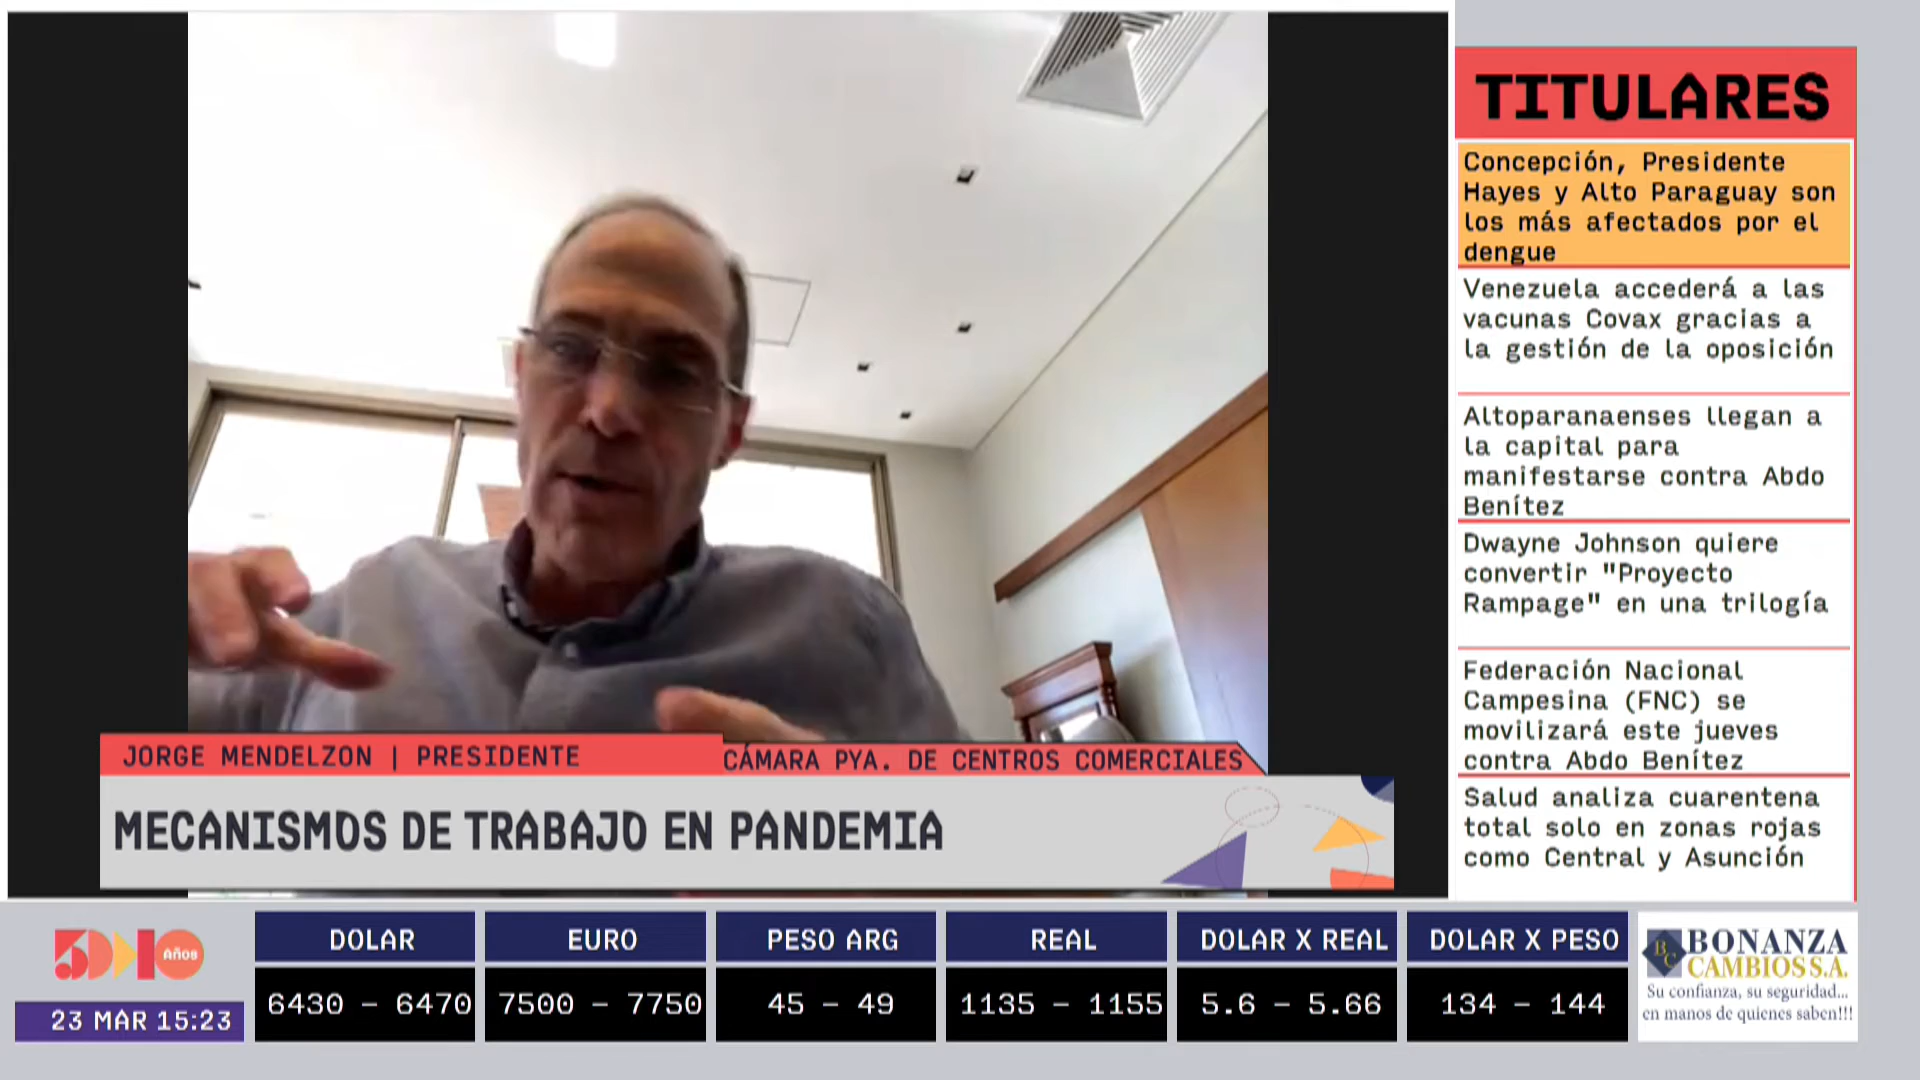 TITULARES
Concepción, Presidente
Hayes y Alto Paraguay son
los más afectados por el
dengue
Venezuela accederá a las
vacunas Covax gracias a
la gestión de la oposición
Altoparanaenses llegan a
la capital para
manifestarse contra Abdo
Benítez
Dwayne Johnson quiere
convertir "Proyecto
Rampage" en una trilogía
Federación Nacional
Campesina (FNC) se
movilizará este jueves
contra Abdo Benítez
Salud analiza cuarentena
total solo en zonas rojas
como Central y Asunción
JORGE MENDELZON | PRESIDENTE
CÁMARA PYA. DE CENTROS COMERCIALES
MECANISMOS DE TRABAJO EN PANDEMIA
Años
23 MAR 15:23
DOLAR
6430 - 6470
EURO
7500 - 7750
PESO ARG
45 - 49
REAL
1135 - 1155
DOLAR X REAL
5.6 - 5.66
DOLAR X PESO
134 - 144
BC
BONANZA
CAMBIOS S.A.
Su confianza, su seguridad...
en manos de quienes saben!!!